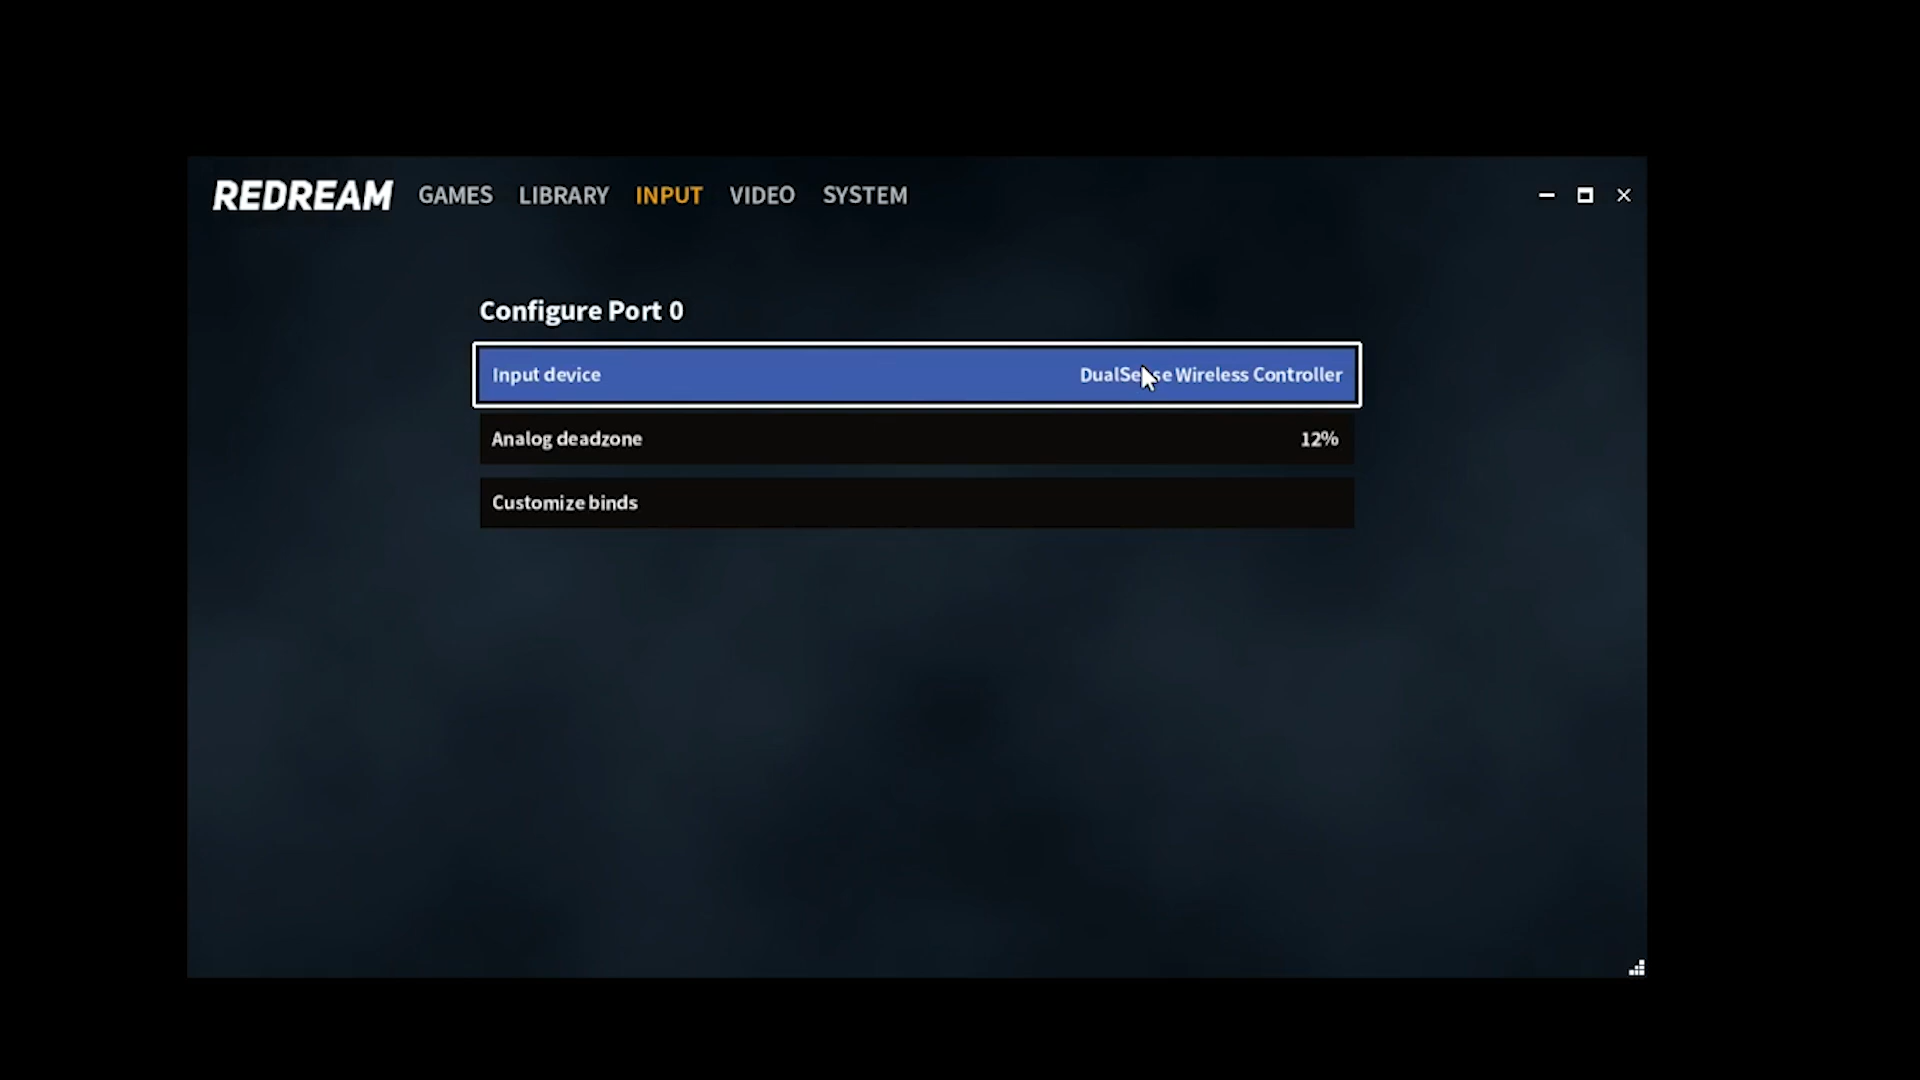 REDREAM GAMES LIBRARY INPUT VIDEO SYSTEM
Configure Port 0
Input device DualSense Wireless Controller
Analog deadzone 12%
Customize binds